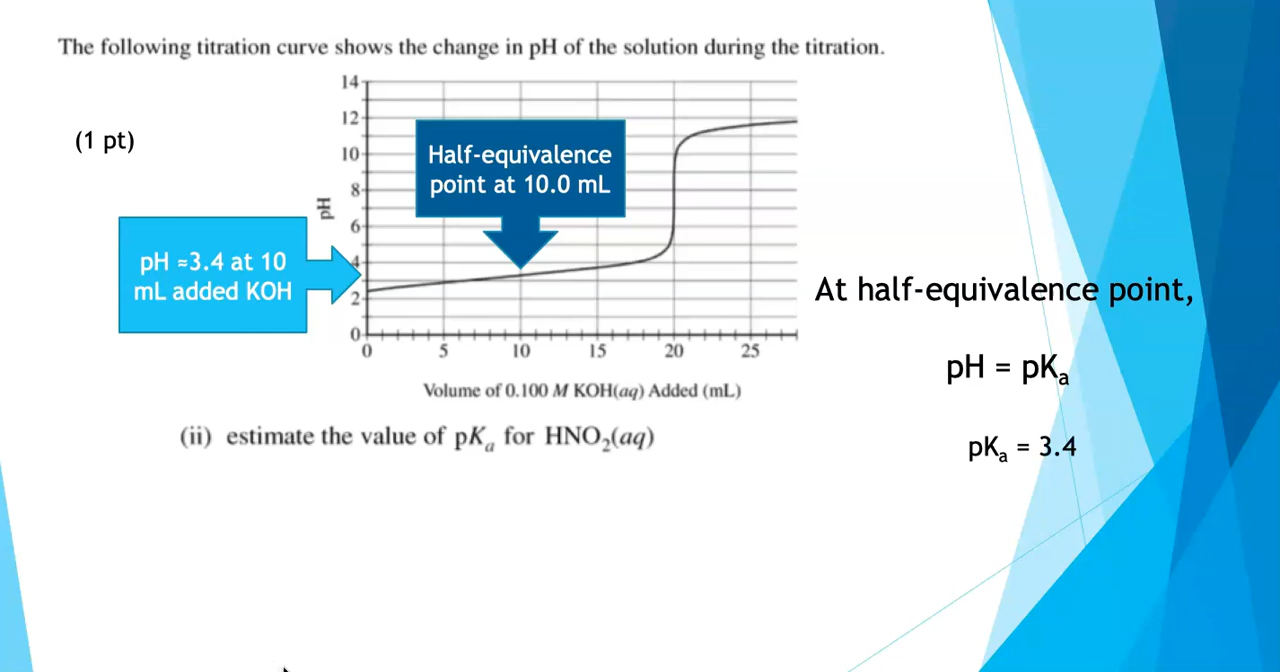 The following titration curve shows the change in pH of the solution during the titration.
(1 pt)
14
12
10
8
6
4
2
0
pH
Half-equivalence
point at 10.0 mL
pH ≈3.4 at 10
mL added KOH
0 5 10 15 20 25
Volume of 0.100 M KOH(aq) Added (mL)
(ii) estimate the value of pKa for HNO₂(aq)
At half-equivalence point,
pH = pKₐ
pKₐ = 3.4